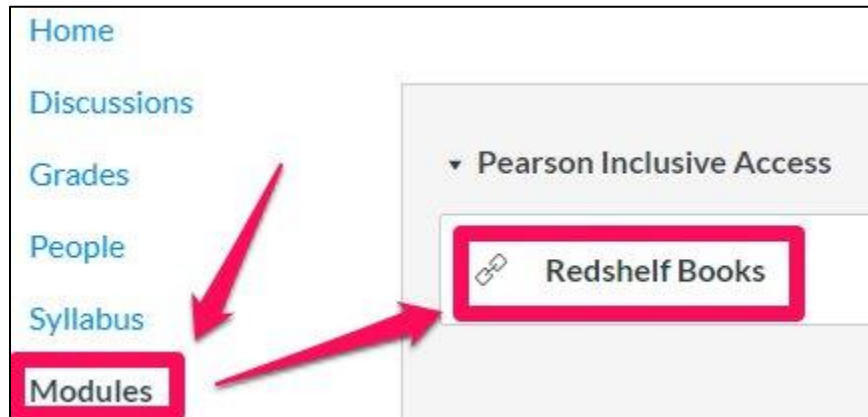 Home
Discussions
Grades
People
Syllabus
Modules
Pearson Inclusive Access
Redshelf Books